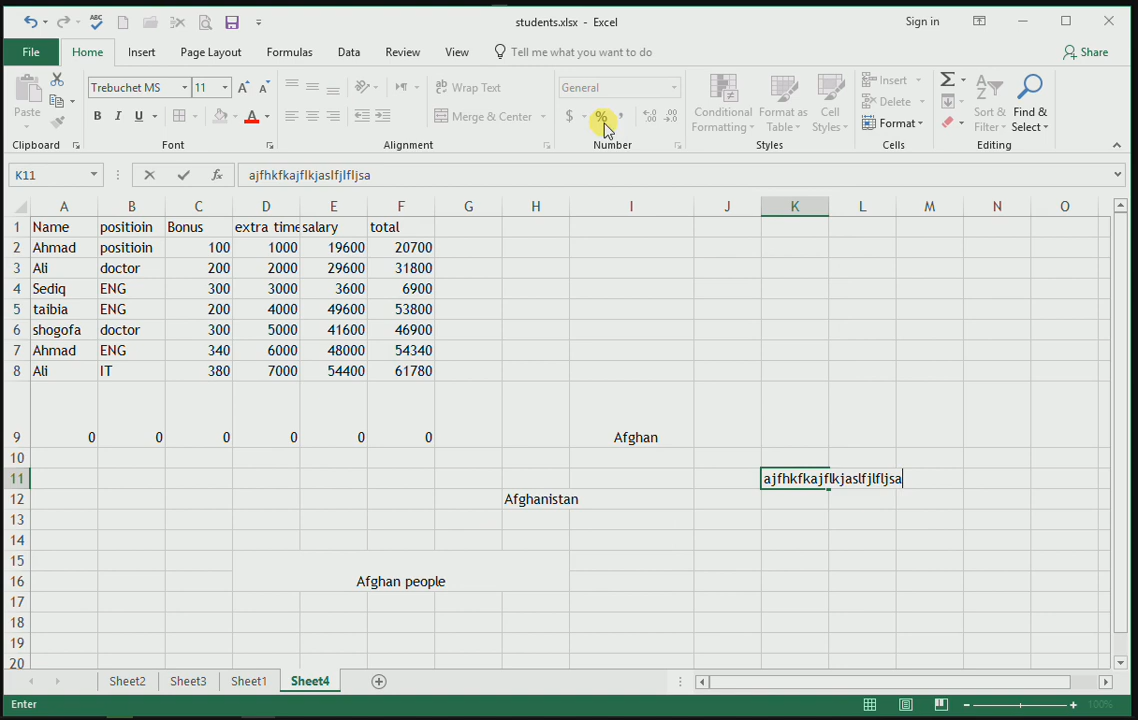 students.xlsx - Excel
Sign in
File Home Insert Page Layout Formulas Data Review View Tell me what you want to do Share
Paste
Trebuchet MS 11
B I U
Wrap Text
Merge & Center
General
$ % ,
Conditional Formatting
Format as Table
Cell Styles
Insert
Delete
Format
Sort & Filter
Find & Select
Clipboard Font Alignment Number Styles Cells Editing
K11 fx ajfhkfkajflkjaslfjlfljsa
A B C D E F G H I J K L M N O
1 Name positioin Bonus extra time salary total
2 Ahmad positioin 100 1000 19600 20700
3 Ali doctor 200 2000 29600 31800
4 Sediq ENG 300 3000 3600 6900
5 taibia ENG 200 4000 49600 53800
6 shogofa doctor 300 5000 41600 46900
7 Ahmad ENG 340 6000 48000 54340
8 Ali IT 380 7000 54400 61780
9 0 0 0 0 0 0 Afghan
10
11 ajfhkfkajflkjaslfjlfljsa
12 Afghanistan
13
14
15
16 Afghan people
17
18
19
20
Sheet2 Sheet3 Sheet1 Sheet4
Enter 100%